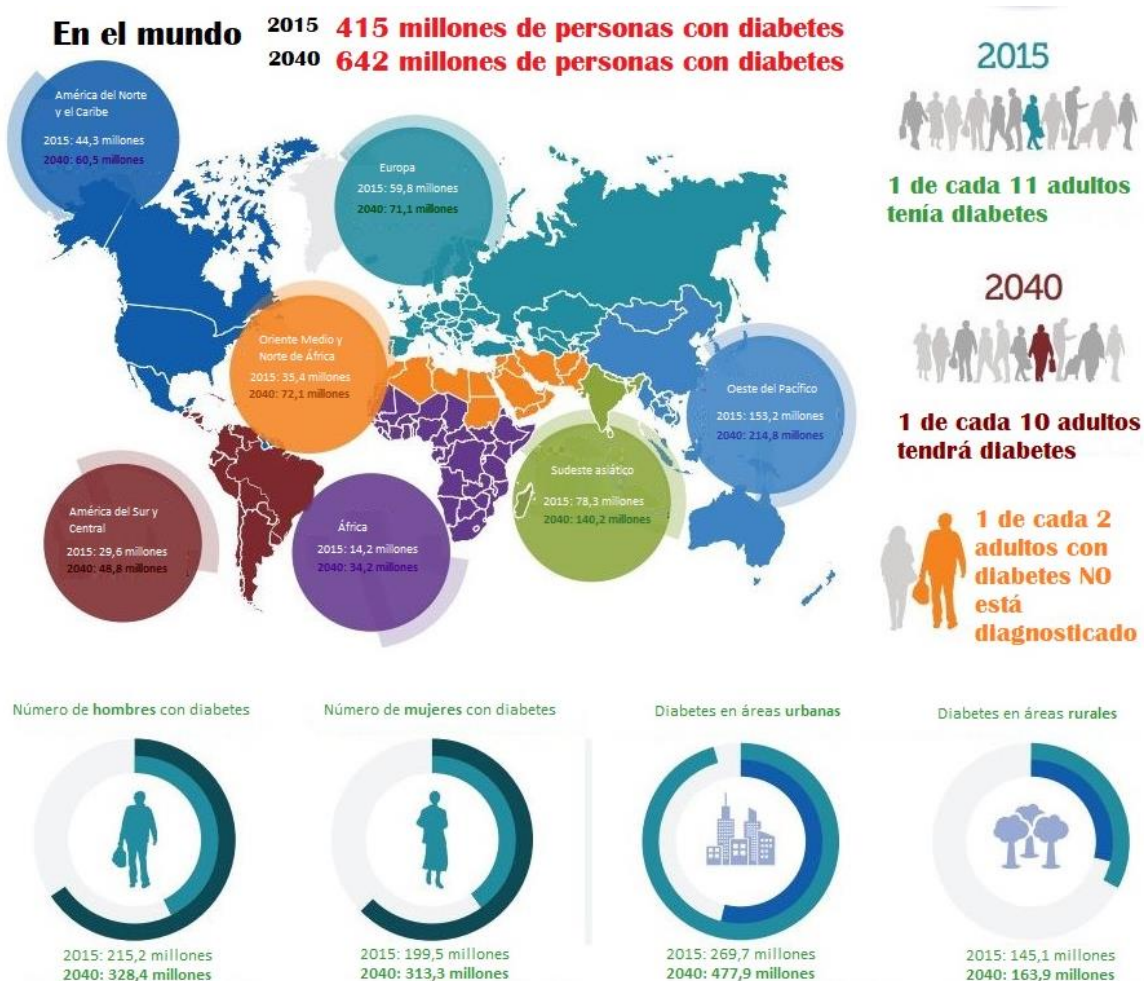 En el mundo
2015 415 millones de personas con diabetes
2040 642 millones de personas con diabetes
América del Norte
y el Caribe
2015: 44,3 millones
2040: 60,5 millones
Europa
2015: 59,8 millones
2040: 71,1 millones
Oriente Medio y
Norte de África
2015: 35,4 millones
2040: 72,1 millones
Oeste del Pacífico
2015: 153,2 millones
2040: 214,8 millones
Sudeste asiático
2015: 78,3 millones
2040: 140,2 millones
América del Sur y
Central
2015: 29,6 millones
2040: 48,8 millones
África
2015: 14,2 millones
2040: 34,2 millones
2015
1 de cada 11 adultos
tenía diabetes
2040
1 de cada 10 adultos
tendrá diabetes
1 de cada 2
adultos con
diabetes NO
está
diagnosticado
Número de hombres con diabetes
2015: 215,2 millones
2040: 328,4 millones
Número de mujeres con diabetes
2015: 199,5 millones
2040: 313,3 millones
Diabetes en áreas urbanas
2015: 269,7 millones
2040: 477,9 millones
Diabetes en áreas rurales
2015: 145,1 millones
2040: 163,9 millones